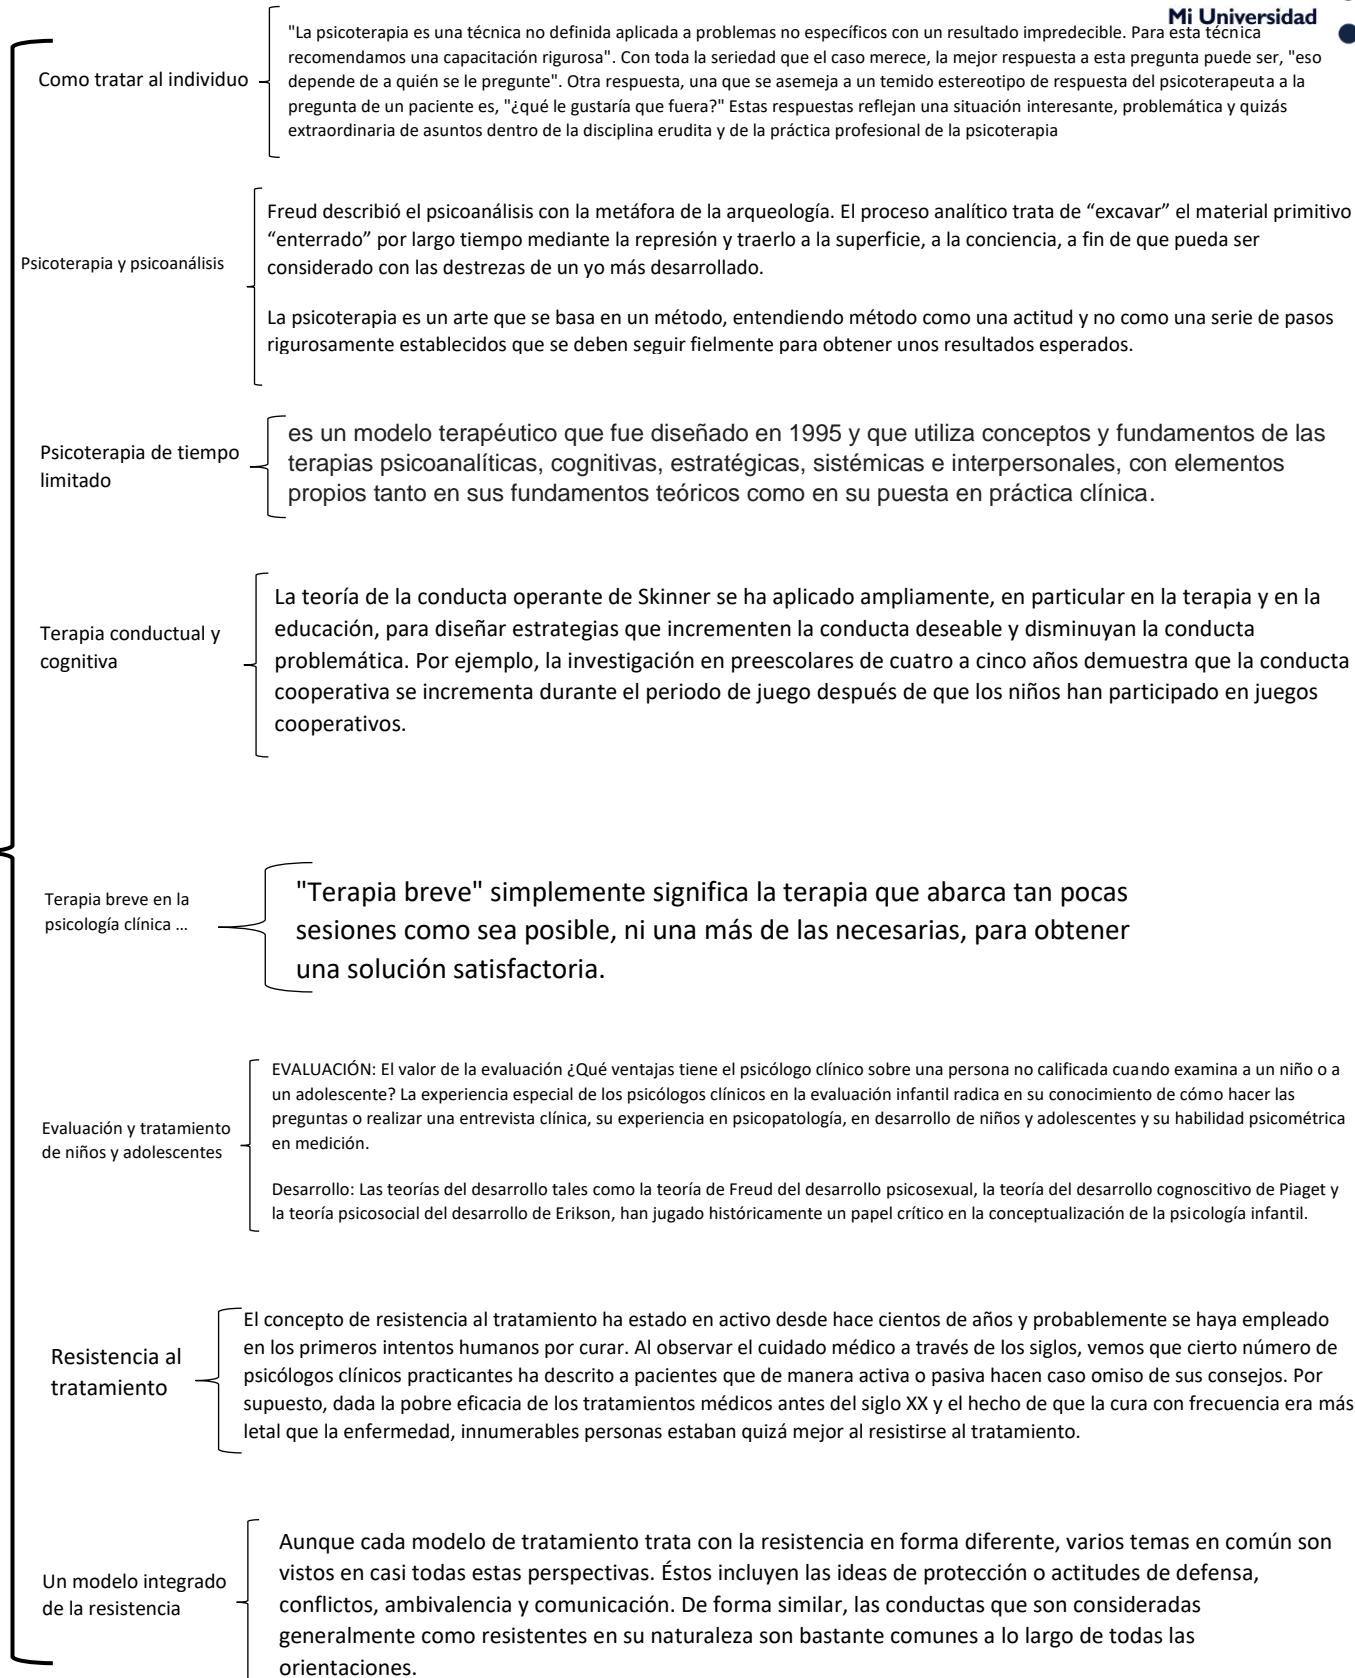 Mi Universidad
Como tratar al individuo
"La psicoterapia es una técnica no definida aplicada a problemas no específicos con un resultado impredecible. Para esta técnica
recomendamos una capacitación rigurosa". Con toda la seriedad que el caso merece, la mejor respuesta a esta pregunta puede ser, "eso
depende de a quién se le pregunte". Otra respuesta, una que se asemeja a un temido estereotipo de respuesta del psicoterapeuta a la
pregunta de un paciente es, "¿qué le gustaría que fuera?" Estas respuestas reflejan una situación interesante, problemática y quizás
extraordinaria de asuntos dentro de la disciplina erudita y de la práctica profesional de la psicoterapia
Psicoterapia y psicoanálisis
Freud describió el psicoanálisis con la metáfora de la arqueología. El proceso analítico trata de “excavar” el material primitivo
“enterrado” por largo tiempo mediante la represión y traerlo a la superficie, a la conciencia, a fin de que pueda ser
considerado con las destrezas de un yo más desarrollado.
La psicoterapia es un arte que se basa en un método, entendiendo método como una actitud y no como una serie de pasos
rigurosamente establecidos que se deben seguir fielmente para obtener unos resultados esperados.
Psicoterapia de tiempo
limitado
es un modelo terapéutico que fue diseñado en 1995 y que utiliza conceptos y fundamentos de las
terapias psicoanalíticas, cognitivas, estratégicas, sistémicas e interpersonales, con elementos
propios tanto en sus fundamentos teóricos como en su puesta en práctica clínica.
Terapia conductual y
cognitiva
La teoría de la conducta operante de Skinner se ha aplicado ampliamente, en particular en la terapia y en la
educación, para diseñar estrategias que incrementen la conducta deseable y disminuyan la conducta
problemática. Por ejemplo, la investigación en preescolares de cuatro a cinco años demuestra que la conducta
cooperativa se incrementa durante el periodo de juego después de que los niños han participado en juegos
cooperativos.
Terapia breve en la
psicología clínica ...
"Terapia breve" simplemente significa la terapia que abarca tan pocas
sesiones como sea posible, ni una más de las necesarias, para obtener
una solución satisfactoria.
Evaluación y tratamiento
de niños y adolescentes
EVALUACIÓN: El valor de la evaluación ¿Qué ventajas tiene el psicólogo clínico sobre una persona no calificada cuando examina a un niño o a
un adolescente? La experiencia especial de los psicólogos clínicos en la evaluación infantil radica en su conocimiento de cómo hacer las
preguntas o realizar una entrevista clínica, su experiencia en psicopatología, en desarrollo de niños y adolescentes y su habilidad psicométrica
en medición.
Desarrollo: Las teorías del desarrollo tales como la teoría de Freud del desarrollo psicosexual, la teoría del desarrollo cognoscitivo de Piaget y
la teoría psicosocial del desarrollo de Erikson, han jugado históricamente un papel crítico en la conceptualización de la psicología infantil.
Resistencia al
tratamiento
El concepto de resistencia al tratamiento ha estado en activo desde hace cientos de años y probablemente se haya empleado
en los primeros intentos humanos por curar. Al observar el cuidado médico a través de los siglos, vemos que cierto número de
psicólogos clínicos practicantes ha descrito a pacientes que de manera activa o pasiva hacen caso omiso de sus consejos. Por
supuesto, dada la pobre eficacia de los tratamientos médicos antes del siglo XX y el hecho de que la cura con frecuencia era más
letal que la enfermedad, innumerables personas estaban quizá mejor al resistirse al tratamiento.
Un modelo integrado
de la resistencia
Aunque cada modelo de tratamiento trata con la resistencia en forma diferente, varios temas en común son
vistos en casi todas estas perspectivas. Éstos incluyen las ideas de protección o actitudes de defensa,
conflictos, ambivalencia y comunicación. De forma similar, las conductas que son consideradas
generalmente como resistentes en su naturaleza son bastante comunes a lo largo de todas las
orientaciones.